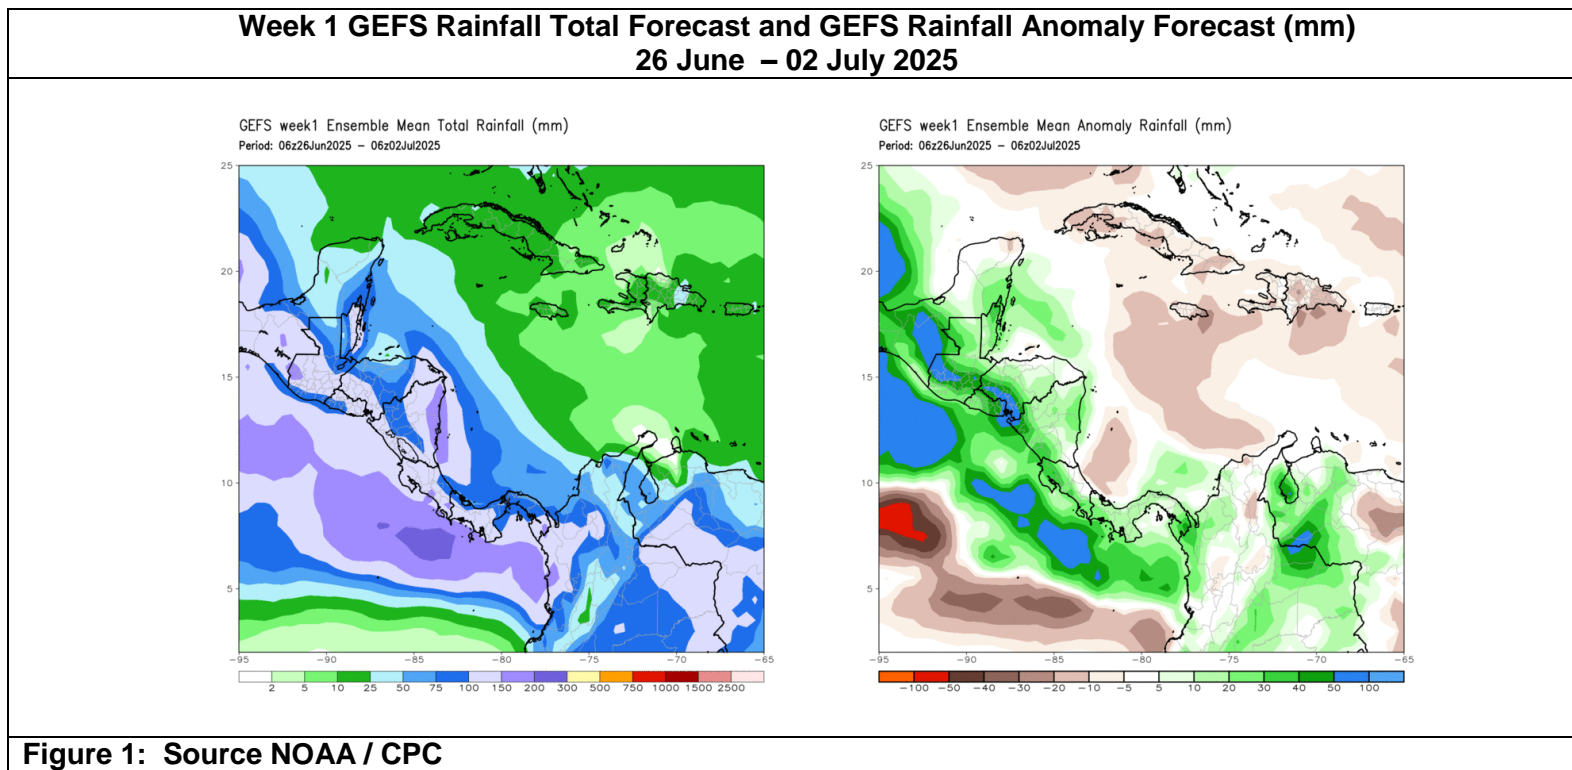 Week 1 GEFS Rainfall Total Forecast and GEFS Rainfall Anomaly Forecast (mm)
26 June – 02 July 2025
GEFS week1 Ensemble Mean Total Rainfall (mm)
Period: 06z26Jun2025 – 06z02Jul2025
25
20
15
10
5
−95 −90 −85 −80 −75 −70 −65
2 5 10 25 50 75 100 150 200 300 500 750 1000 1500 2500
GEFS week1 Ensemble Mean Anomaly Rainfall (mm)
Period: 06z26Jun2025 – 06z02Jul2025
25
20
15
10
5
−95 −90 −85 −80 −75 −70 −65
−100 −50 −40 −30 −20 −10 −5 5 10 20 30 40 50 100
Figure 1: Source NOAA / CPC